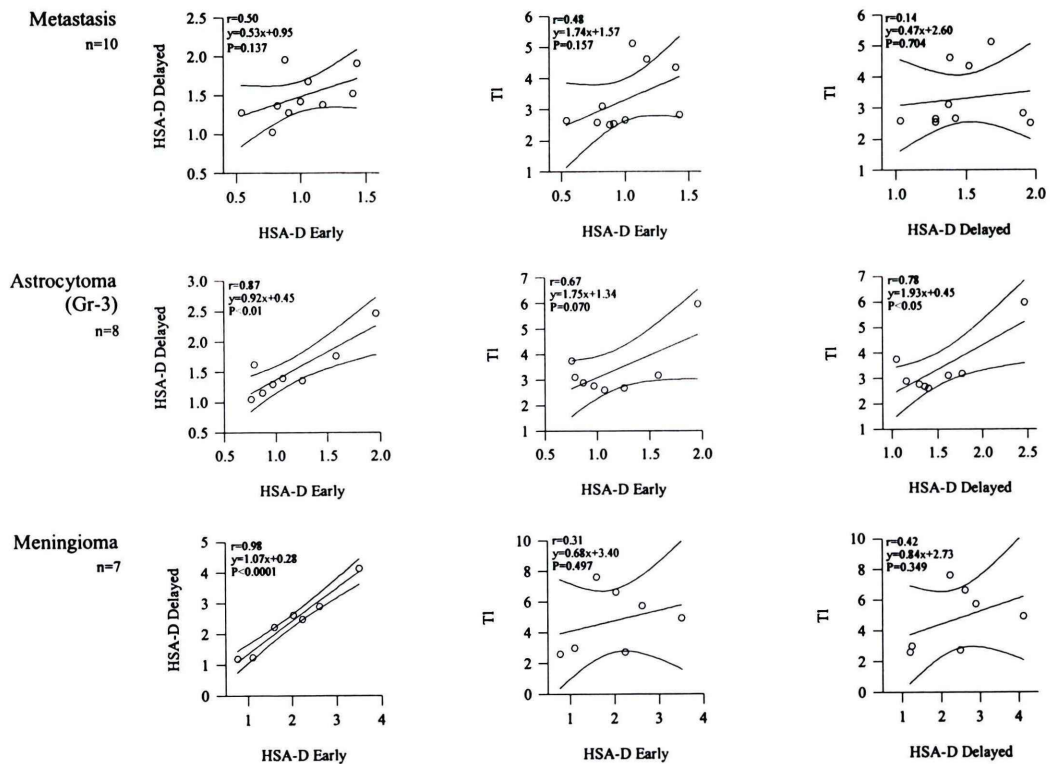 Metastasis
n=10
r=0.50
y=0.53x+0.95
P=0.137
HSA-D Delayed
2.5
2.0
1.5
1.0
0.5
0.5 1.0 1.5
HSA-D Early
r=0.48
y=1.74x+1.57
P=0.157
Tl
6
5
4
3
2
1
0.5 1.0 1.5
HSA-D Early
r=0.14
y=0.47x+2.60
P=0.704
Tl
6
5
4
3
2
1
1.0 1.5 2.0
HSA-D Delayed
Astrocytoma
(Gr-3)
n=8
r=0.87
y=0.92x+0.45
P<0.01
HSA-D Delayed
3.0
2.5
2.0
1.5
1.0
0.5
0.5 1.0 1.5 2.0
HSA-D Early
r=0.67
y=1.75x+1.34
P=0.070
Tl
7
6
5
4
3
2
1
0.5 1.0 1.5 2.0
HSA-D Early
r=0.78
y=1.93x+0.45
P<0.05
Tl
7
6
5
4
3
2
1
1.0 1.5 2.0 2.5
HSA-D Delayed
Meningioma
n=7
r=0.98
y=1.07x+0.28
P<0.0001
HSA-D Delayed
5
4
3
2
1
0
1 2 3 4
HSA-D Early
r=0.31
y=0.68x+3.40
P=0.497
Tl
10
8
6
4
2
0
1 2 3 4
HSA-D Early
r=0.42
y=0.84x+2.73
P=0.349
Tl
10
8
6
4
2
0
1 2 3 4
HSA-D Delayed